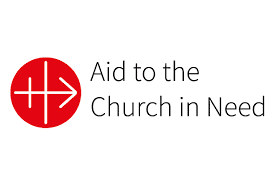 Aid to the
Church in Need